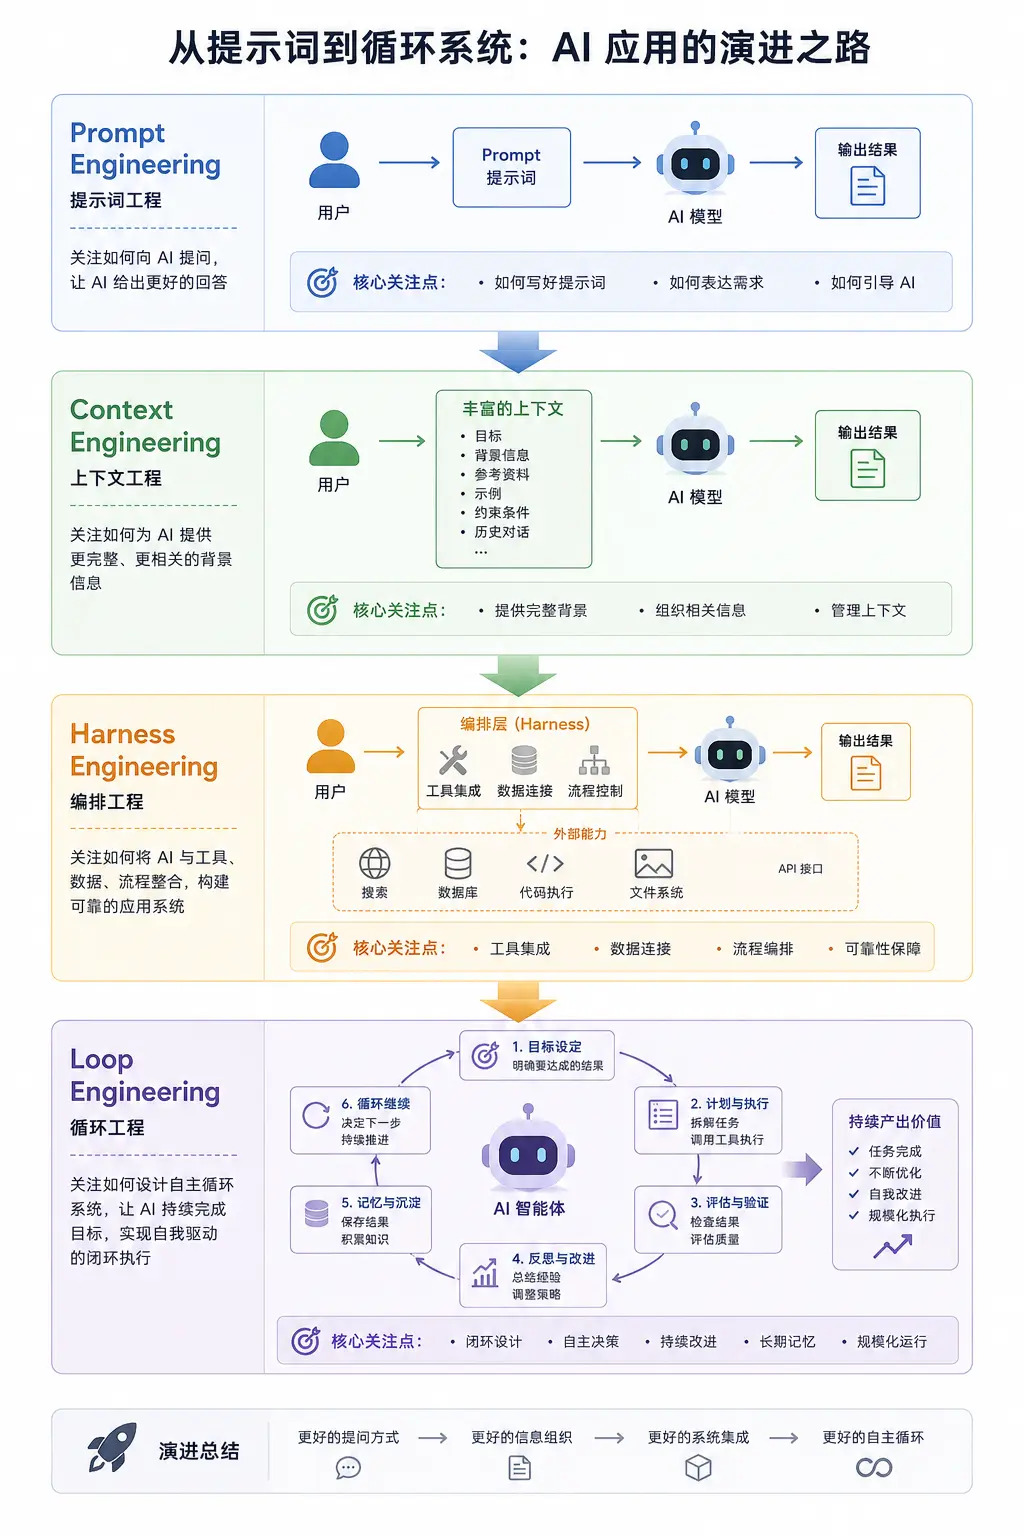 从提示词到循环系统：AI 应用的演进之路
Prompt
Engineering
提示词工程
关注如何向 AI 提问，
让 AI 给出更好的回答
用户
Prompt
提示词
AI 模型
输出结果
核心关注点：
• 如何写好提示词
• 如何表达需求
• 如何引导 AI
Context
Engineering
上下文工程
关注如何为 AI 提供
更完整、更相关的背景
信息
用户
丰富的上下文
• 目标
• 背景信息
• 参考资料
• 示例
• 约束条件
• 历史对话
...
AI 模型
输出结果
核心关注点：
• 提供完整背景
• 组织相关信息
• 管理上下文
Harness
Engineering
编排工程
关注如何将 AI 与工具、
数据、流程整合，构建
可靠的应用系统
用户
编排层 (Harness)
工具集成
数据连接
流程控制
AI 模型
输出结果
外部能力
搜索
数据库
代码执行
文件系统
API 接口
核心关注点：
• 工具集成
• 数据连接
• 流程编排
• 可靠性保障
Loop
Engineering
循环工程
关注如何设计自主循环
系统，让 AI 持续完成
目标，实现自我驱动
的闭环执行
1. 目标设定
明确要达成的结果
2. 计划与执行
拆解任务
调用工具执行
3. 评估与验证
检查结果
评估质量
4. 反思与改进
总结经验
调整策略
5. 记忆与沉淀
保存结果
积累知识
6. 循环继续
决定下一步
持续推进
AI 智能体
持续产出价值
任务完成
不断优化
自我改进
规模化执行
核心关注点：
• 闭环设计
• 自主决策
• 持续改进
• 长期记忆
• 规模化运行
演进总结
更好的提问方式
更好的信息组织
更好的系统集成
更好的自主循环